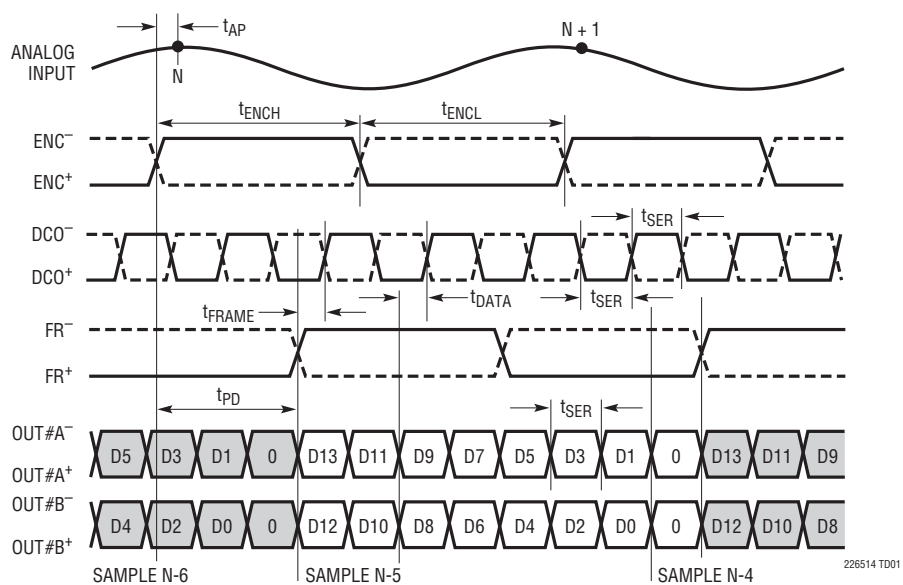 tAP
ANALOG
INPUT
N
N + 1
tENCH
tENCL
ENC–
ENC+
tSER
DCO–
DCO+
tFRAME
tDATA
tSER
FR–
FR+
tPD
tSER
OUT#A–
D5 D3 D1 0 D13 D11 D9 D7 D5 D3 D1 0 D13 D11 D9
OUT#A+
OUT#B–
D4 D2 D0 0 D12 D10 D8 D6 D4 D2 D0 0 D12 D10 D8
OUT#B+
SAMPLE N-6 SAMPLE N-5 SAMPLE N-4
226514 TD01